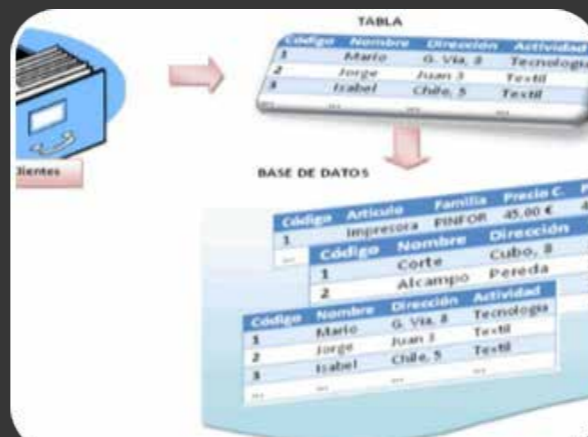 TABLA
Código Nombre Dirección Actividad
1 Mario G. Via, 8 Tecnología
2 Jorge Juan 3 Textil
3 Isabel Chile, 5 Textil
... ... ... ...
Clientes
BASE DE DATOS
Código Artículo Familia Precio C.
1 Impresora PINFOR 45,00 €
...
Código Nombre Dirección
1 Corte Cubo, 8
2 Alcampo Pereda
Código Nombre Dirección Actividad
1 Mario G. Via, 8 Tecnología
2 Jorge Juan 3 Textil
3 Isabel Chile, 5 Textil
... ... ... ...